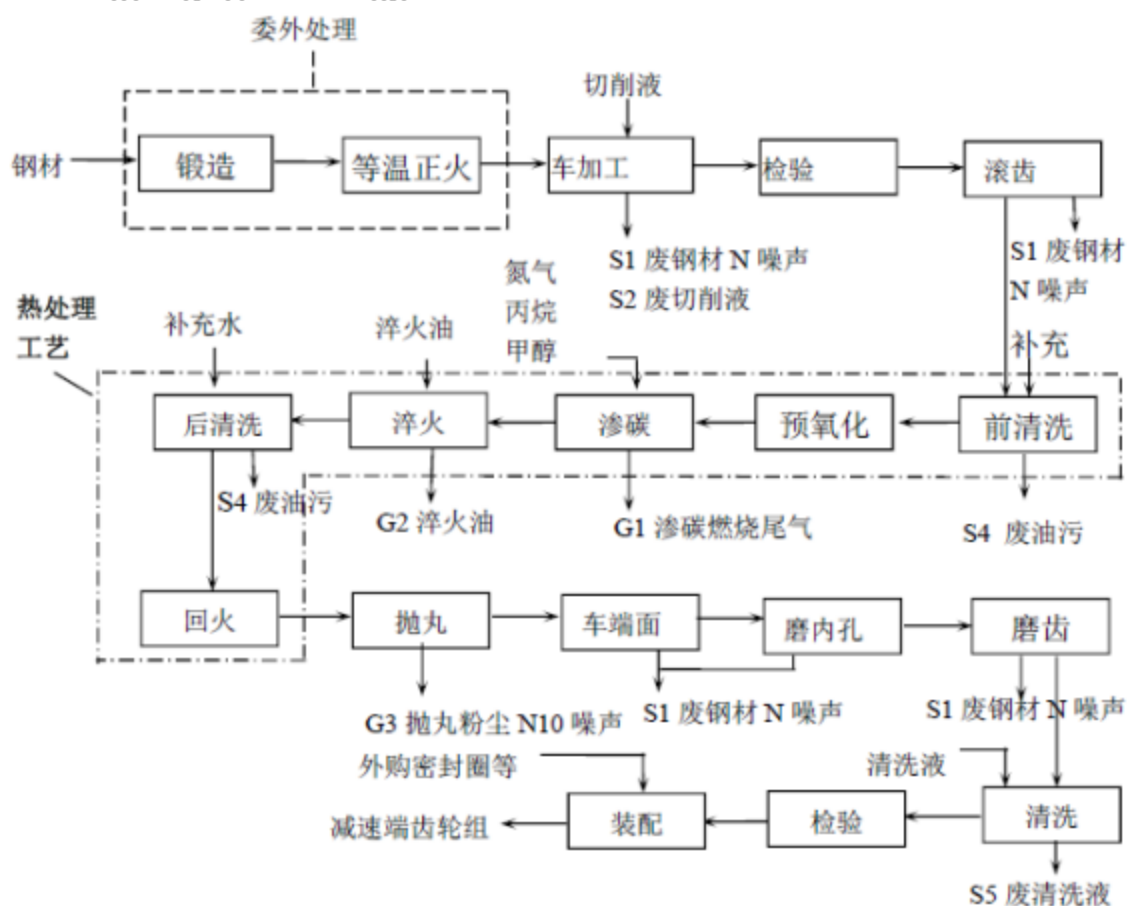 委外处理
切削液
钢材
锻造
等温正火
车加工
检验
滚齿
S1 废钢材 N 噪声
S2 废切削液
S1 废钢材
N 噪声
热处理
工艺
补充水
淬火油
氮气
丙烷
甲醇
补充
后清洗
淬火
渗碳
预氧化
前清洗
S4 废油污
G2 淬火油
G1 渗碳燃烧尾气
S4 废油污
回火
抛丸
车端面
磨内孔
磨齿
G3 抛丸粉尘 N10 噪声
S1 废钢材 N 噪声
S1 废钢材 N 噪声
外购密封圈等
清洗液
减速端齿轮组
装配
检验
清洗
S5 废清洗液